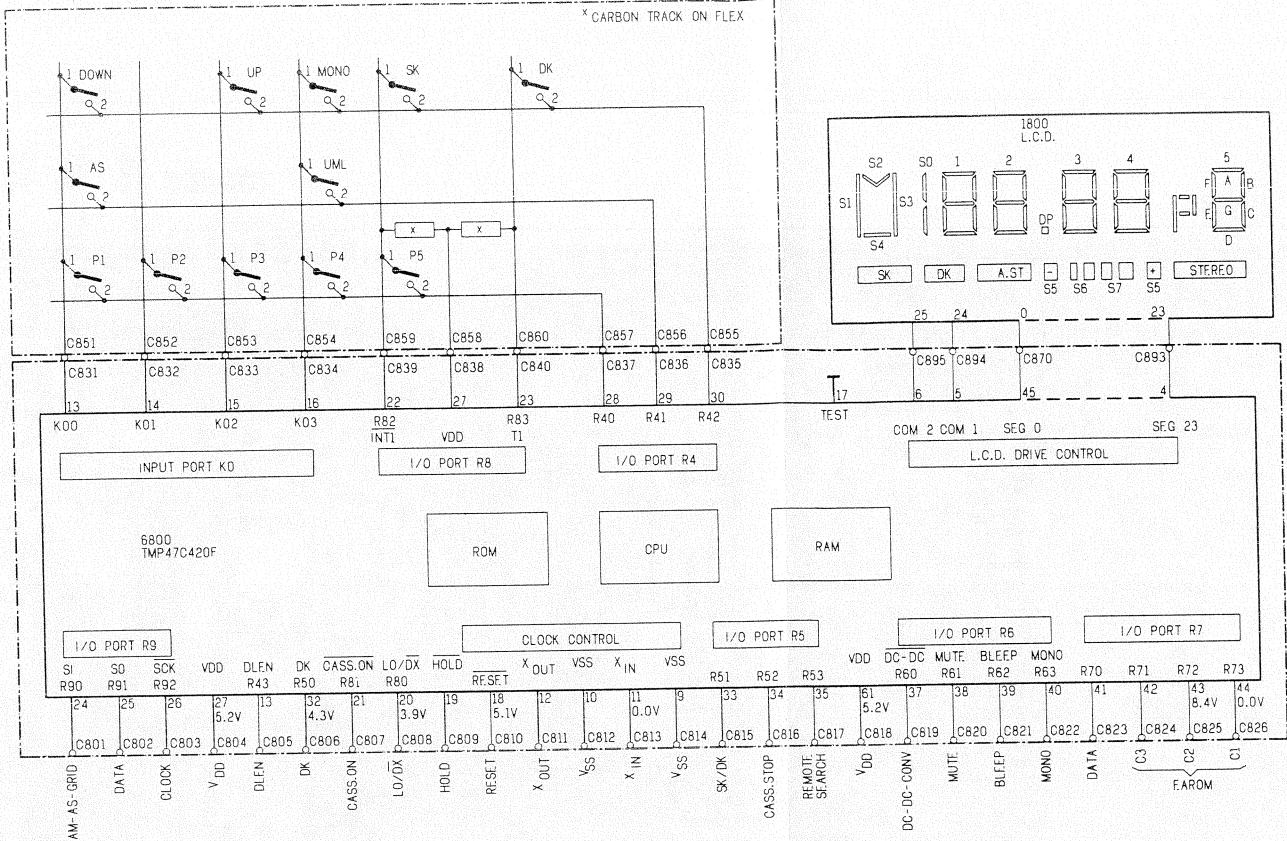 x CARBON TRACK ON FLEX
1 DOWN 1 UP 1 MONO 1 SK 1 DK
2 2 2 2 2
1 AS 1 UML
2 2
x x
1 P1 1 P2 1 P3 1 P4 1 P5
2 2 2 2 2
1800
L.C.D.
S2 S0 1 2 3 4 5
S1 S3 DP F A B
E G C
S4 D
SK DK A.ST - + STEREO
S5 S6 S7 S5
25 24 0 23
C851 C852 C853 C854 C859 C858 C860 C857 C856 C855
C831 C832 C833 C834 C839 C838 C840 C837 C836 C835 C895 C894 C870 C893
13 14 15 16 22 27 23 28 29 30 17 6 5 45 4
K00 K01 K02 K03 R82 R83 R40 R41 R42 TEST
INT1 VDD T1 COM 2 COM 1 SEG 0 SEG 23
INPUT PORT K0 I/O PORT R8 I/O PORT R4 L.C.D. DRIVE CONTROL
6800
TMP47C420F
ROM CPU RAM
I/O PORT R9 CLOCK CONTROL I/O PORT R5 I/O PORT R6 I/O PORT R7
SI SO SCK VDD DLEN DK CASS.ON LO/DX HOLD RESET X OUT VSS X IN VSS VDD DC-DC MUTE BLEEP MONO
R90 R91 R92 R43 R50 R81 R80 R51 R52 R53 R60 R61 R62 R63 R70 R71 R72 R73
24 25 26 27 13 32 21 20 19 18 12 10 11 9 33 34 35 61 37 38 39 40 41 42 43 44
5.2V 4.3V 3.9V 5.1V 0.0V 5.2V 8.4V 0.0V
C801 C802 C803 C804 C805 C806 C807 C808 C809 C810 C811 C812 C813 C814 C815 C816 C817 C818 C819 C820 C821 C822 C823 C824 C825 C826
AM-AS-GRID
DATA
CLOCK
VDD
DLEN
DK
CASS.ON
LO/DX
HOLD
RESET
X OUT
VSS
X IN
VSS
SK/DK
CASS.STOP
REMOTE
SEARCH
VDD
DC-DC-CONV
MUTE
BLEEP
MONO
DATA
C3
C2
C1
EAROM